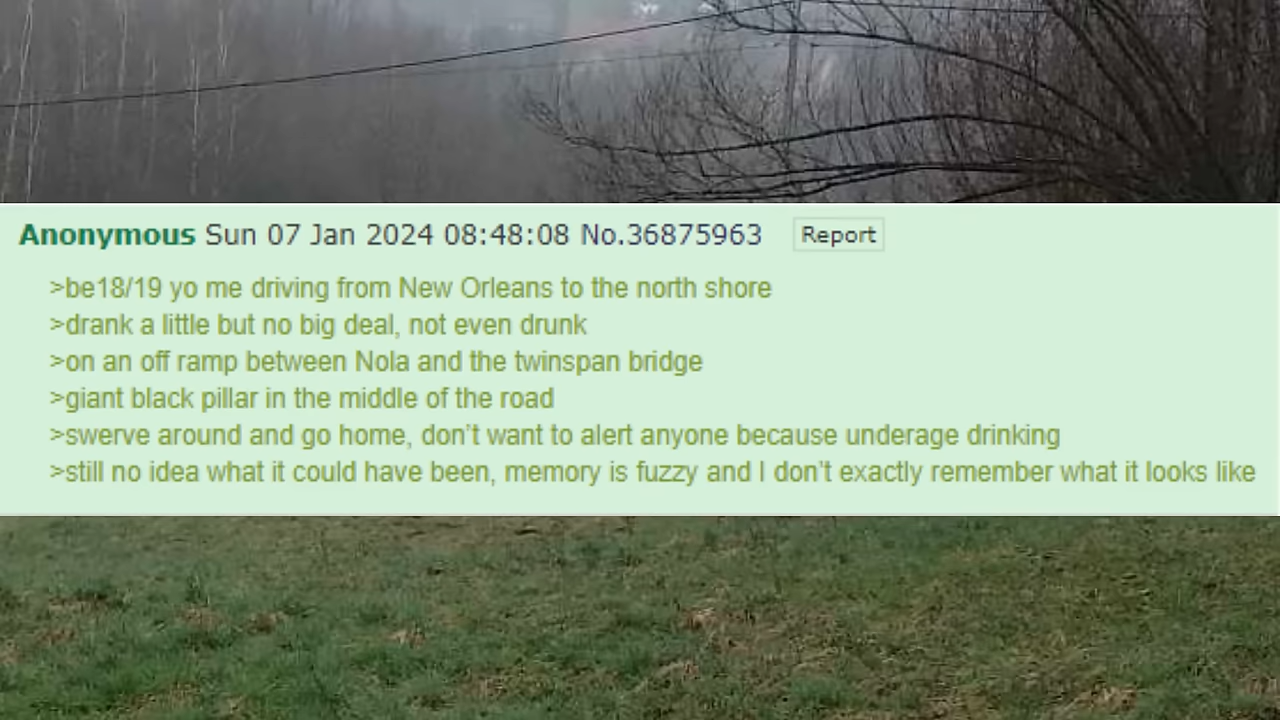 Anonymous Sun 07 Jan 2024 08:48:08 No.36875963 Report
>be18/19 yo me driving from New Orleans to the north shore
>drank a little but no big deal, not even drunk
>on an off ramp between Nola and the twinspan bridge
>giant black pillar in the middle of the road
>swerve around and go home, don't want to alert anyone because underage drinking
>still no idea what it could have been, memory is fuzzy and I don't exactly remember what it looks like